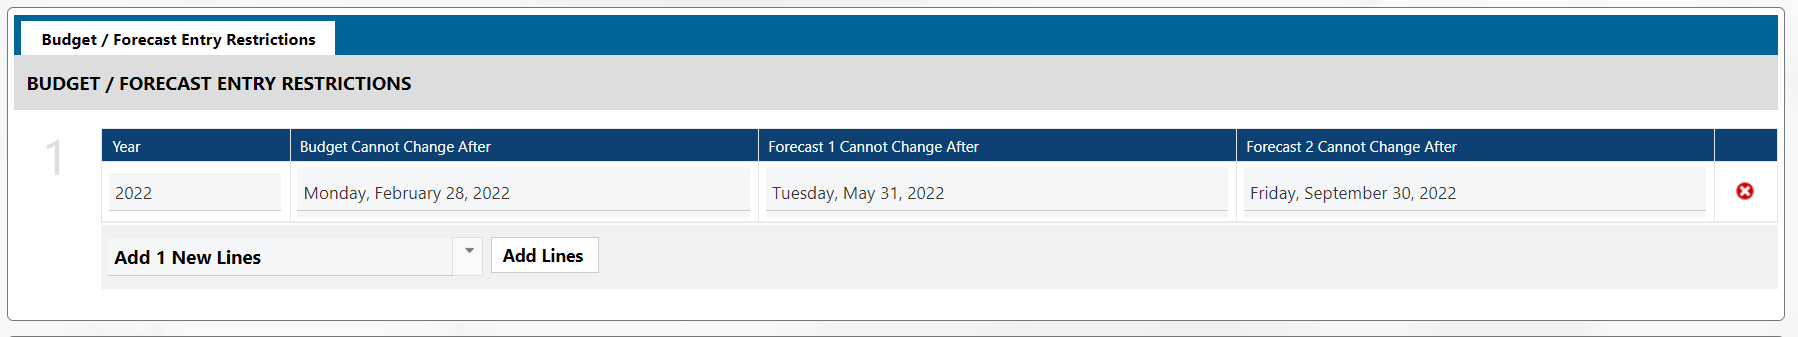 Budget / Forecast Entry Restrictions
BUDGET / FORECAST ENTRY RESTRICTIONS
1
Year Budget Cannot Change After Forecast 1 Cannot Change After Forecast 2 Cannot Change After
2022 Monday, February 28, 2022 Tuesday, May 31, 2022 Friday, September 30, 2022
Add 1 New Lines Add Lines